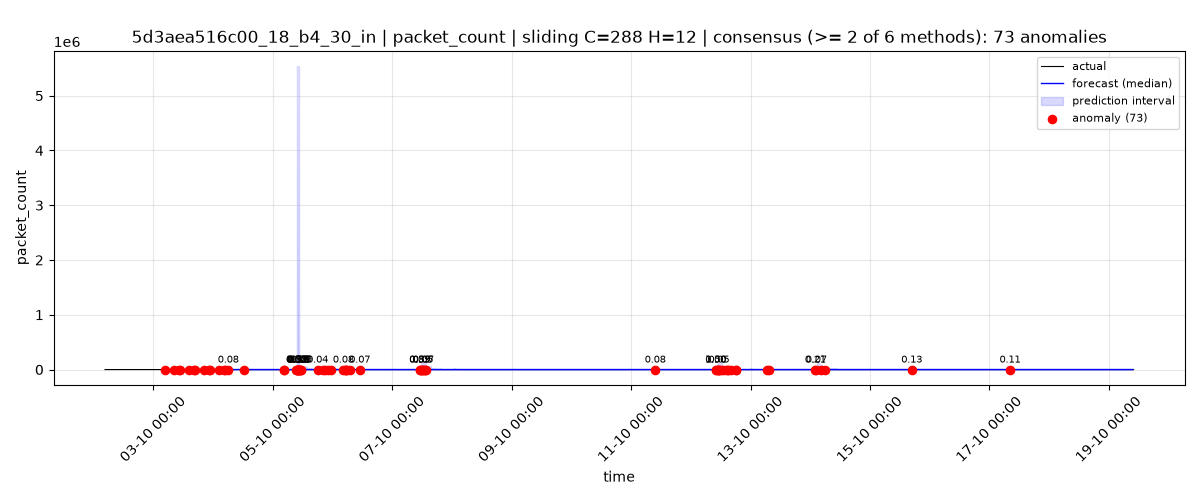 5d3aea516c00_18_b4_30_in | packet_count | sliding C=288 H=12 | consensus (>= 2 of 6 methods): 73 anomalies
1e6
actual
forecast (median)
prediction interval
anomaly (73)
packet_count
5
4
3
2
1
0
0.08
0.04
0.08
0.07
0.08
0.13
0.11
03-10 00:00
05-10 00:00
07-10 00:00
09-10 00:00
11-10 00:00
13-10 00:00
15-10 00:00
17-10 00:00
19-10 00:00
time